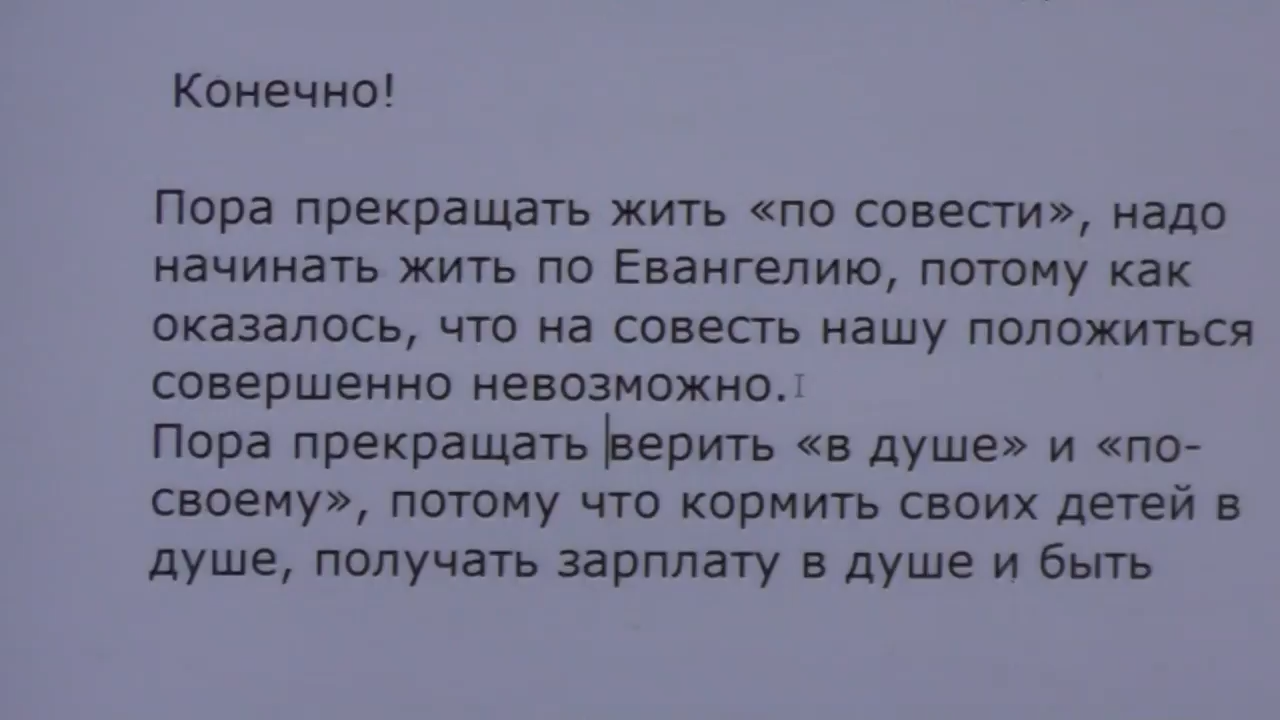 Конечно!
Пора прекращать жить «по совести», надо
начинать жить по Евангелию, потому как
оказалось, что на совесть нашу положиться
совершенно невозможно.
Пора прекращать верить «в душе» и «по-
своему», потому что кормить своих детей в
душе, получать зарплату в душе и быть